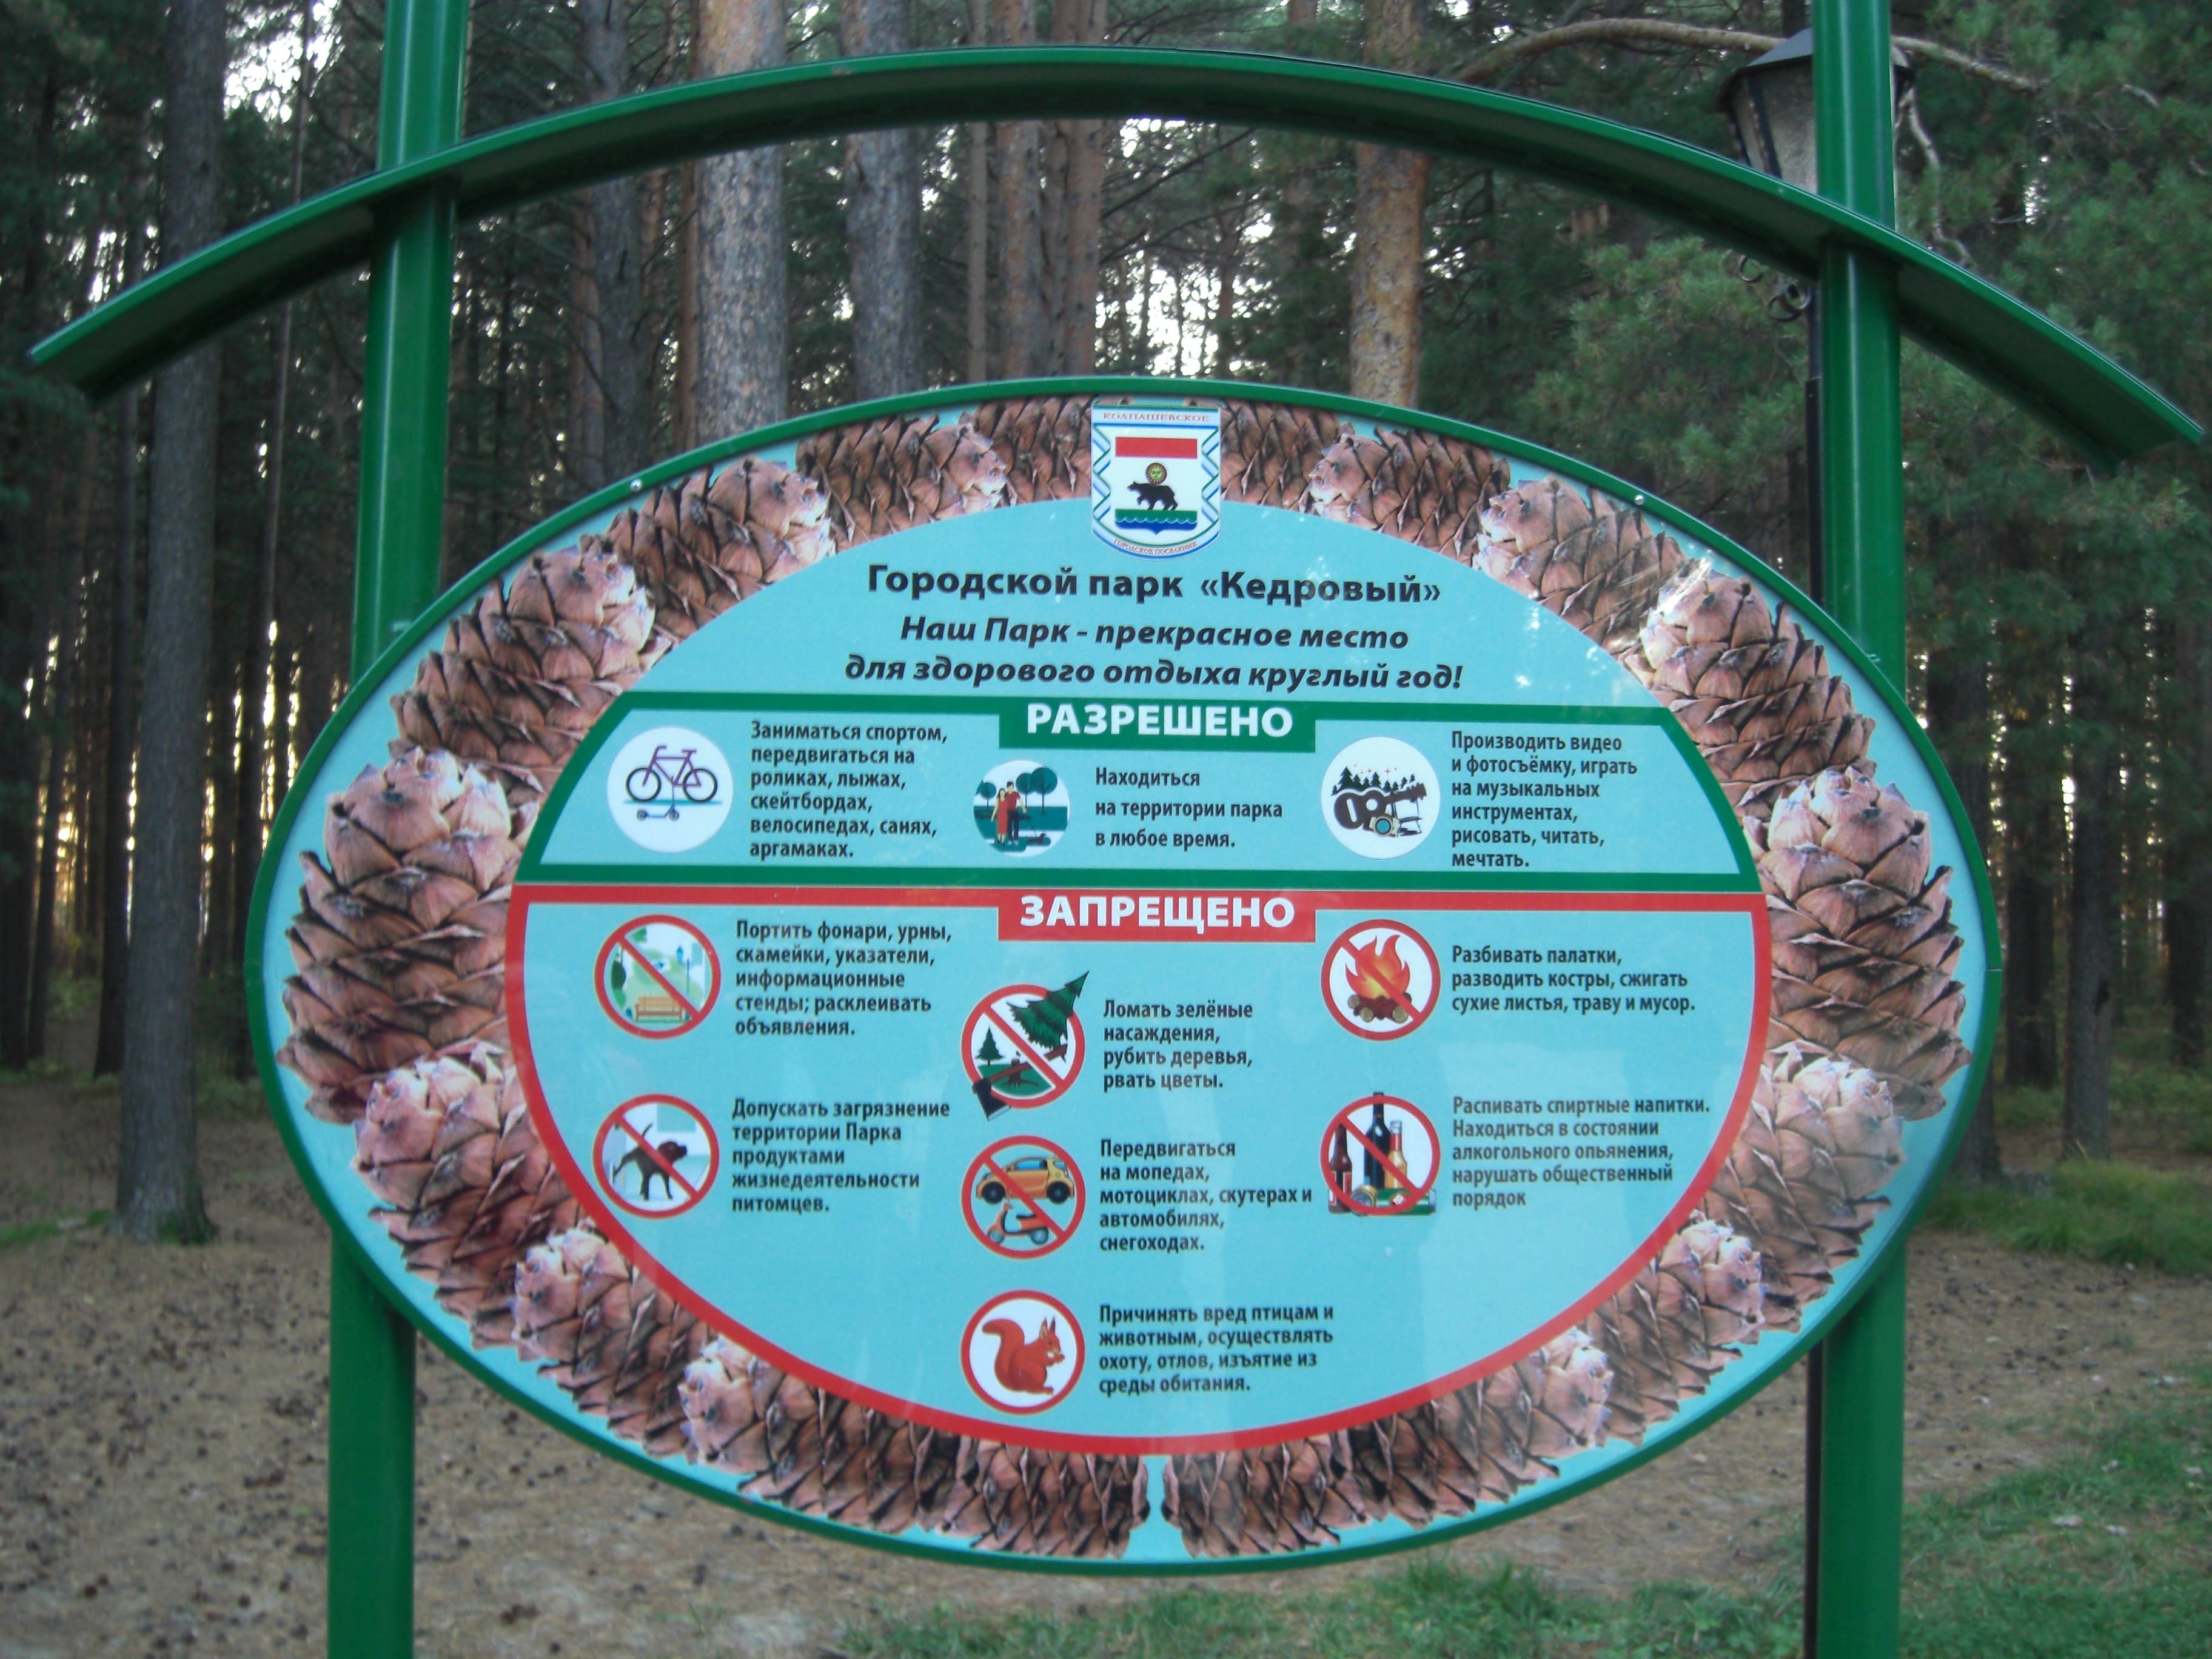 КОЛПАШЕВСКОЕ
ГОРОДСКОЕ ПОСЕЛЕНИЕ
Городской парк «Кедровый»
Наш Парк - прекрасное место
для здорового отдыха круглый год!
РАЗРЕШЕНО
Заниматься спортом,
передвигаться на
роликах, лыжах,
скейтбордах,
велосипедах, санях,
аргамаках.
Находиться
на территории парка
в любое время.
Производить видео
и фотосъёмку, играть
на музыкальных
инструментах,
рисовать, читать,
мечтать.
ЗАПРЕЩЕНО
Портить фонари, урны,
скамейки, указатели,
информационные
стенды; расклеивать
объявления.
Допускать загрязнение
территории Парка
продуктами
жизнедеятельности
питомцев.
Ломать зелёные
насаждения,
рубить деревья,
рвать цветы.
Передвигаться
на мопедах,
мотоциклах, скутерах и
автомобилях,
снегоходах.
Причинять вред птицам и
животным, осуществлять
охоту, отлов, изъятие из
среды обитания.
Разбивать палатки,
разводить костры, сжигать
сухие листья, траву и мусор.
Распивать спиртные напитки.
Находиться в состоянии
алкогольного опьянения,
нарушать общественный
порядок